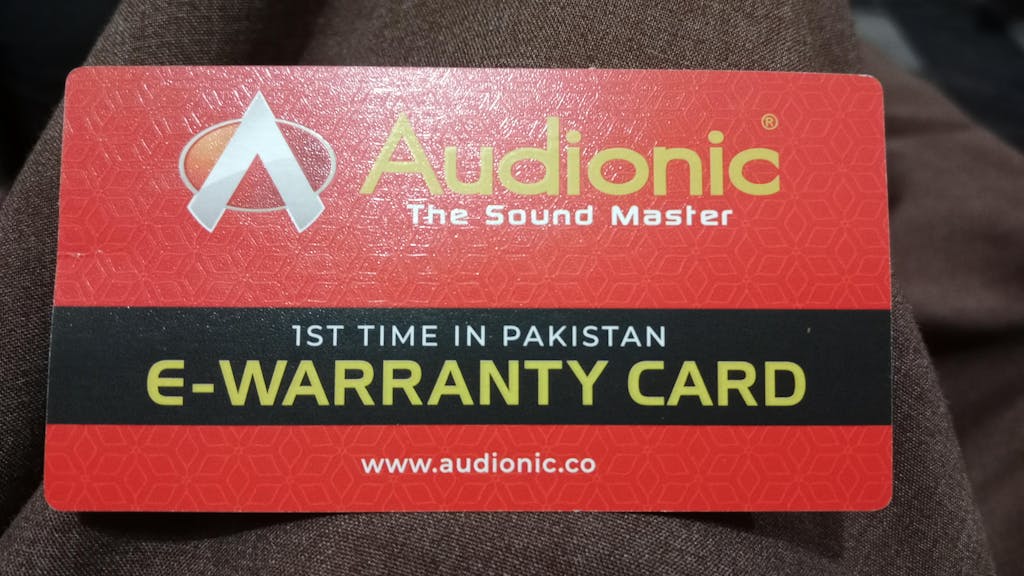 Audionic®
The Sound Master
1ST TIME IN PAKISTAN
E-WARRANTY CARD
www.audionic.co